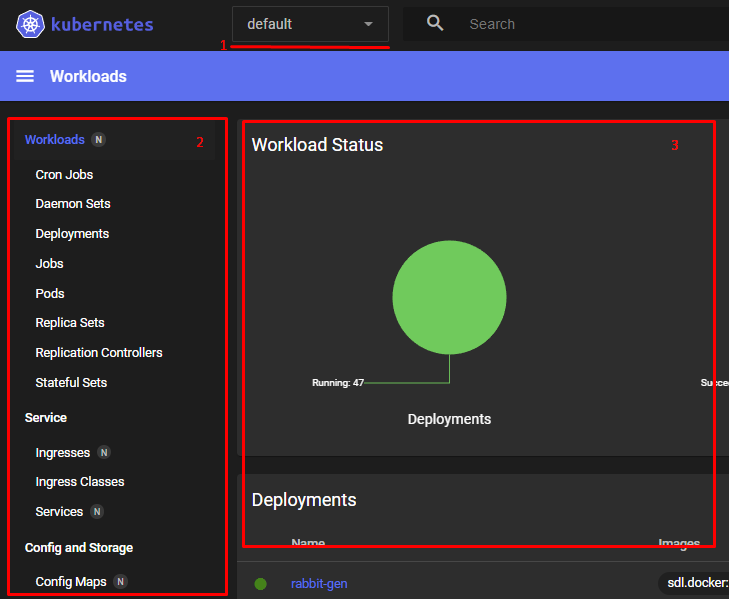 kubernetes
default
Search
1
Workloads
Workloads N
2
Cron Jobs
Daemon Sets
Deployments
Jobs
Pods
Replica Sets
Replication Controllers
Stateful Sets
Service
Ingresses N
Ingress Classes
Services N
Config and Storage
Config Maps N
Workload Status
3
Running: 47
Succe
Deployments
Deployments
Name Images
rabbit-gen sdl.docker: